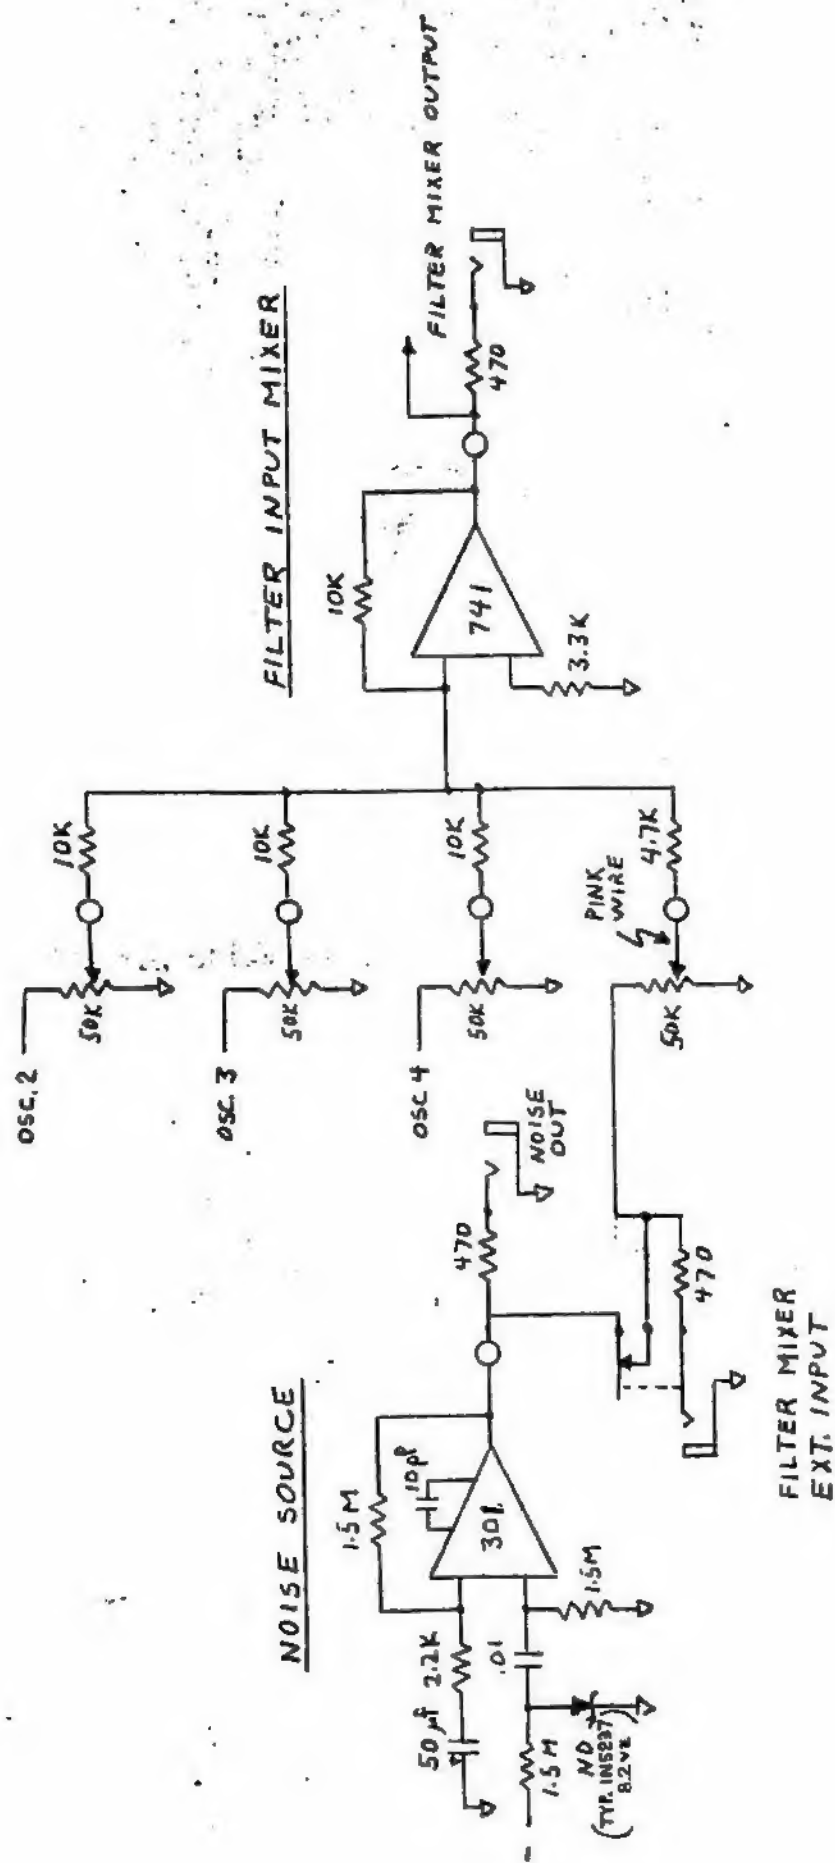 NOISE SOURCE
1.5M
10pf
301
50µf
2.2K
.01
1.5M
1.5M
ND
(TYP. IN5237
8.2VZ)
470
NOISE
OUT
470
FILTER MIXER
EXT. INPUT
OSC. 2
50K
10K
OSC. 3
50K
10K
OSC 4
50K
10K
PINK
WIRE
50K
4.7K
FILTER INPUT MIXER
10K
741
3.3K
470
FILTER MIXER OUTPUT